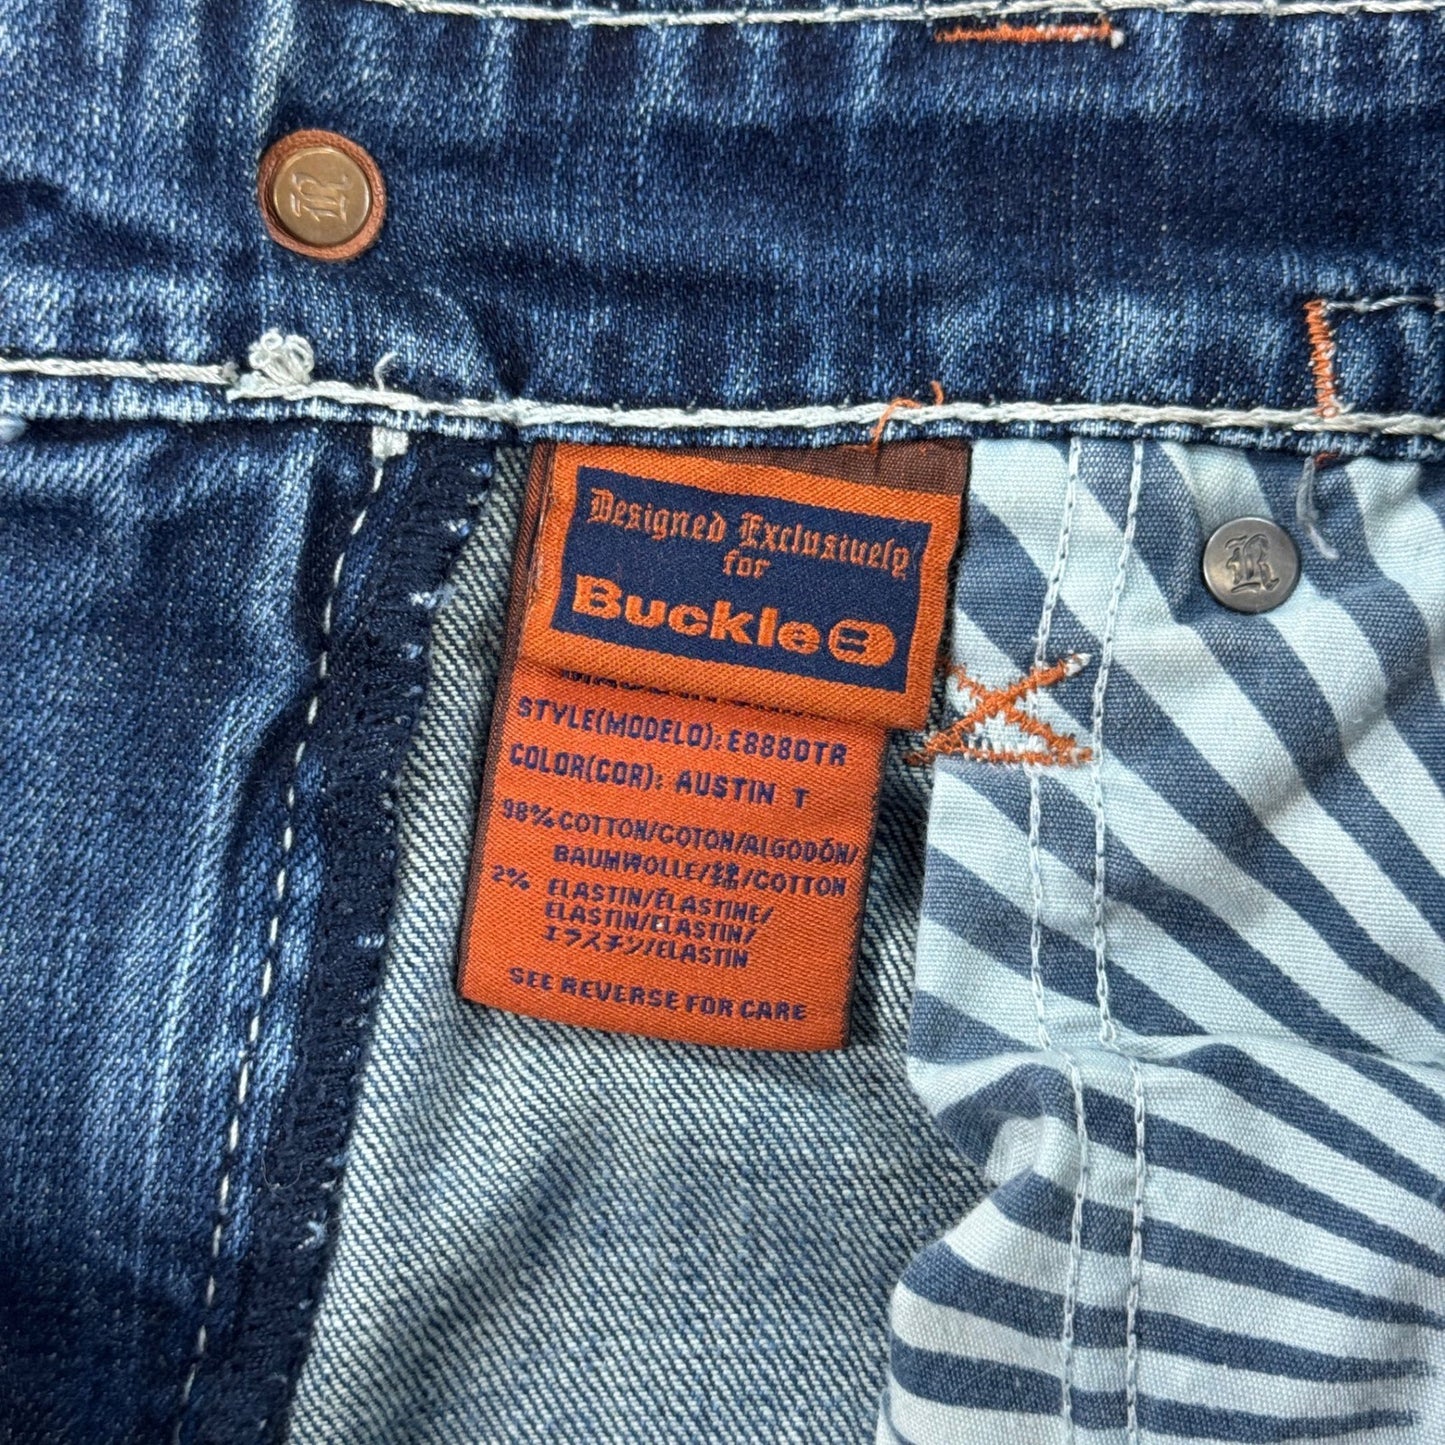 R
R
Designed Exclusively
for
Buckle B
STYLE(MODELO): E888DTR
COLOR(COR): AUSTIN T
98% COTTON/COTON/ALGODÓN/
BAUMWOLLE/綿/COTTON
2% ELASTIN/ÉLASTINE/
ELASTIN/ELASTIN/
エラスチン/ELASTIN
SEE REVERSE FOR CARE